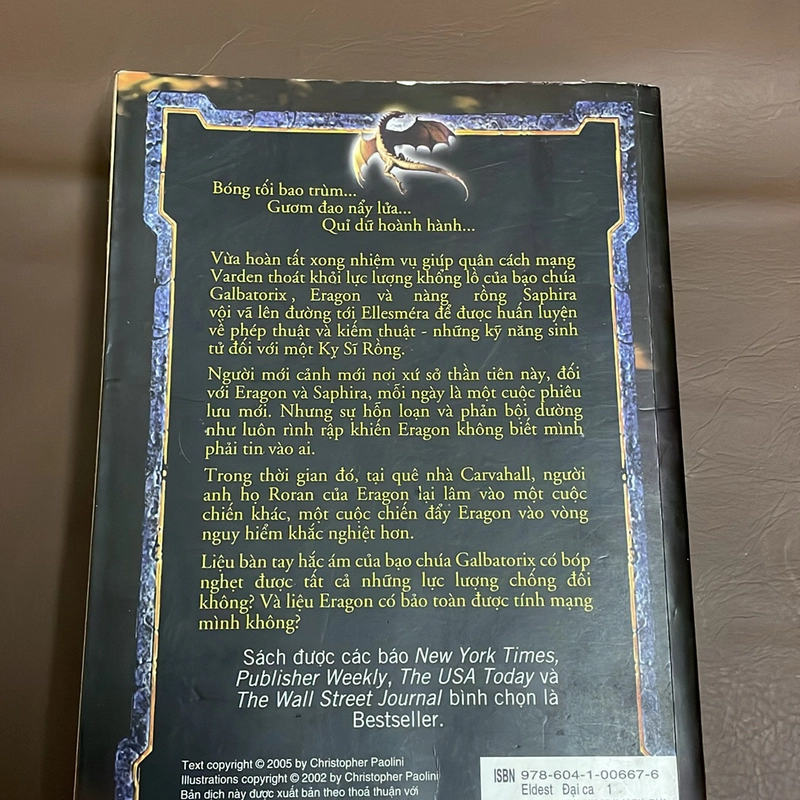 Bóng tối bao trùm...
Gươm đao nẩy lửa...
Quỉ dữ hoành hành...
Vừa hoàn tất xong nhiệm vụ giúp quân cách mạng
Varden thoát khỏi lực lượng khổng lồ của bạo chúa
Galbatorix, Eragon và nàng rồng Saphira
vội vã lên đường tới Ellesméra để được huấn luyện
về phép thuật và kiếm thuật - những kỹ năng sinh
tử đối với một Kỵ Sĩ Rồng.
Người mới cảnh mới nơi xứ sở thần tiên này, đối
với Eragon và Saphira, mỗi ngày là một cuộc phiêu
lưu mới. Nhưng sự hỗn loạn và phản bội dường
như luôn rình rập khiến Eragon không biết mình
phải tin vào ai.
Trong thời gian đó, tại quê nhà Carvahall, người
anh họ Roran của Eragon lại lâm vào một cuộc
chiến khác, một cuộc chiến đẩy Eragon vào vòng
nguy hiểm khắc nghiệt hơn.
Liệu bàn tay hắc ám của bạo chúa Galbatorix có bóp
nghẹt được tất cả những lực lượng chống đối
không? Và liệu Eragon có bảo toàn được tính mạng
mình không?
Sách được các báo New York Times,
Publisher Weekly, The USA Today và
The Wall Street Journal bình chọn là
Bestseller.
Text copyright © 2005 by Christopher Paolini
Illustrations copyright © 2002 by Christopher Paolini
Bản dịch này được xuất bản theo thoả thuận với
ISBN 978-604-1-00667-6
Eldest Đại ca 1